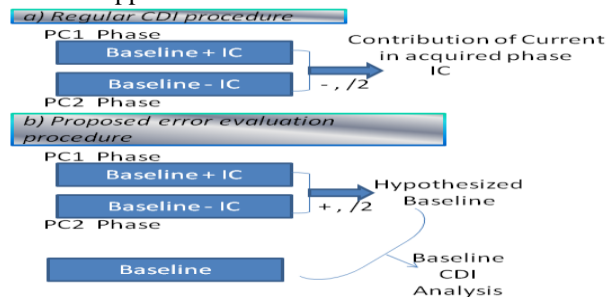 a) Regular CDI procedure
PC1 Phase
Baseline + IC
Baseline - IC
PC2 Phase
- , /2
Contribution of Current
in acquired phase
IC
b) Proposed error evaluation
procedure
PC1 Phase
Baseline + IC
Baseline - IC
PC2 Phase
+ , /2
Hypothesized
Baseline
Baseline
Baseline
CDI
Analysis